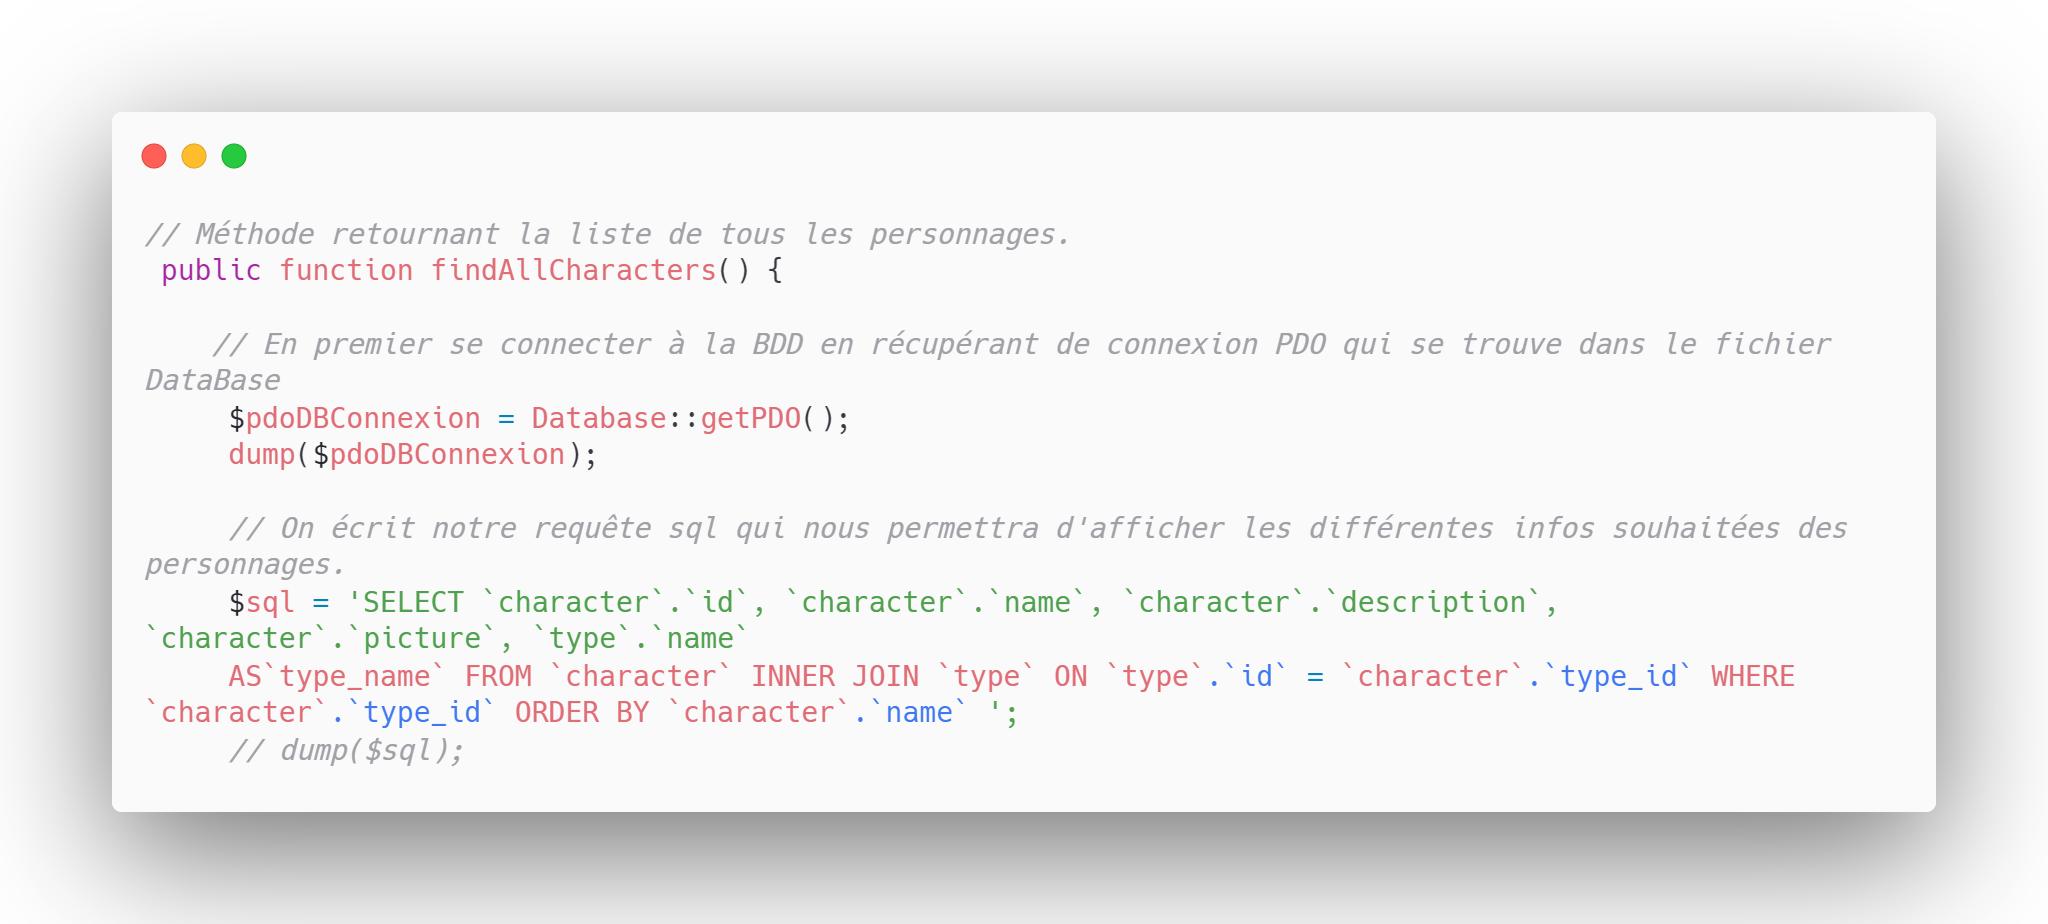 // Méthode retournant la liste de tous les personnages.
public function findAllCharacters() {
// En premier se connecter à la BDD en récupérant de connexion PDO qui se trouve dans le fichier
DataBase
$pdoDBConnexion = Database::getPDO();
dump($pdoDBConnexion);
// On écrit notre requête sql qui nous permettra d'afficher les différentes infos souhaitées des
personnages.
$sql = 'SELECT `character`.`id`, `character`.`name`, `character`.`description`,
`character`.`picture`, `type`.`name`
AS`type_name` FROM `character` INNER JOIN `type` ON `type`.`id` = `character`.`type_id` WHERE
`character`.`type_id` ORDER BY `character`.`name` ';
// dump($sql);